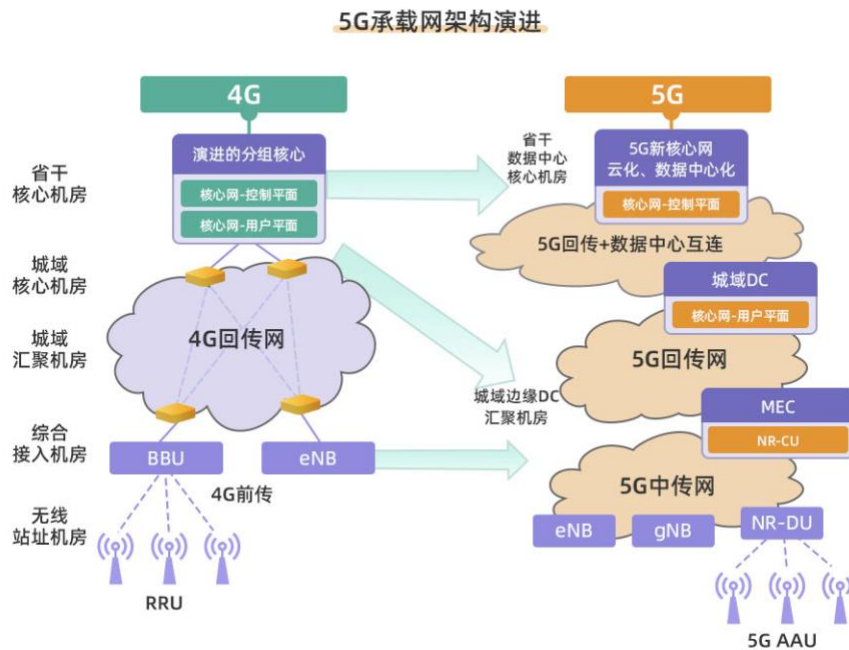 5G承载网架构演进
4G
5G
省干
核心机房
城域
核心机房
城域
汇聚机房
综合
接入机房
无线
站址机房
演进的分组核心
核心网-控制平面
核心网-用户平面
4G回传网
BBU
eNB
4G前传
RRU
省干
数据中心
核心机房
5G新核心网
云化、数据中心化
核心网-控制平面
5G回传+数据中心互连
城域DC
核心网-用户平面
5G回传网
城域边缘DC
汇聚机房
MEC
NR-CU
5G中传网
eNB
gNB
NR-DU
5G AAU